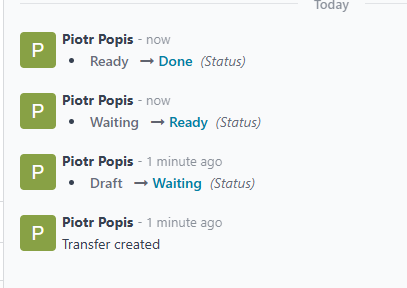 Today
P
Piotr Popis - now
• Ready → Done (Status)
P
Piotr Popis - now
• Waiting → Ready (Status)
P
Piotr Popis - 1 minute ago
• Draft → Waiting (Status)
P
Piotr Popis - 1 minute ago
Transfer created